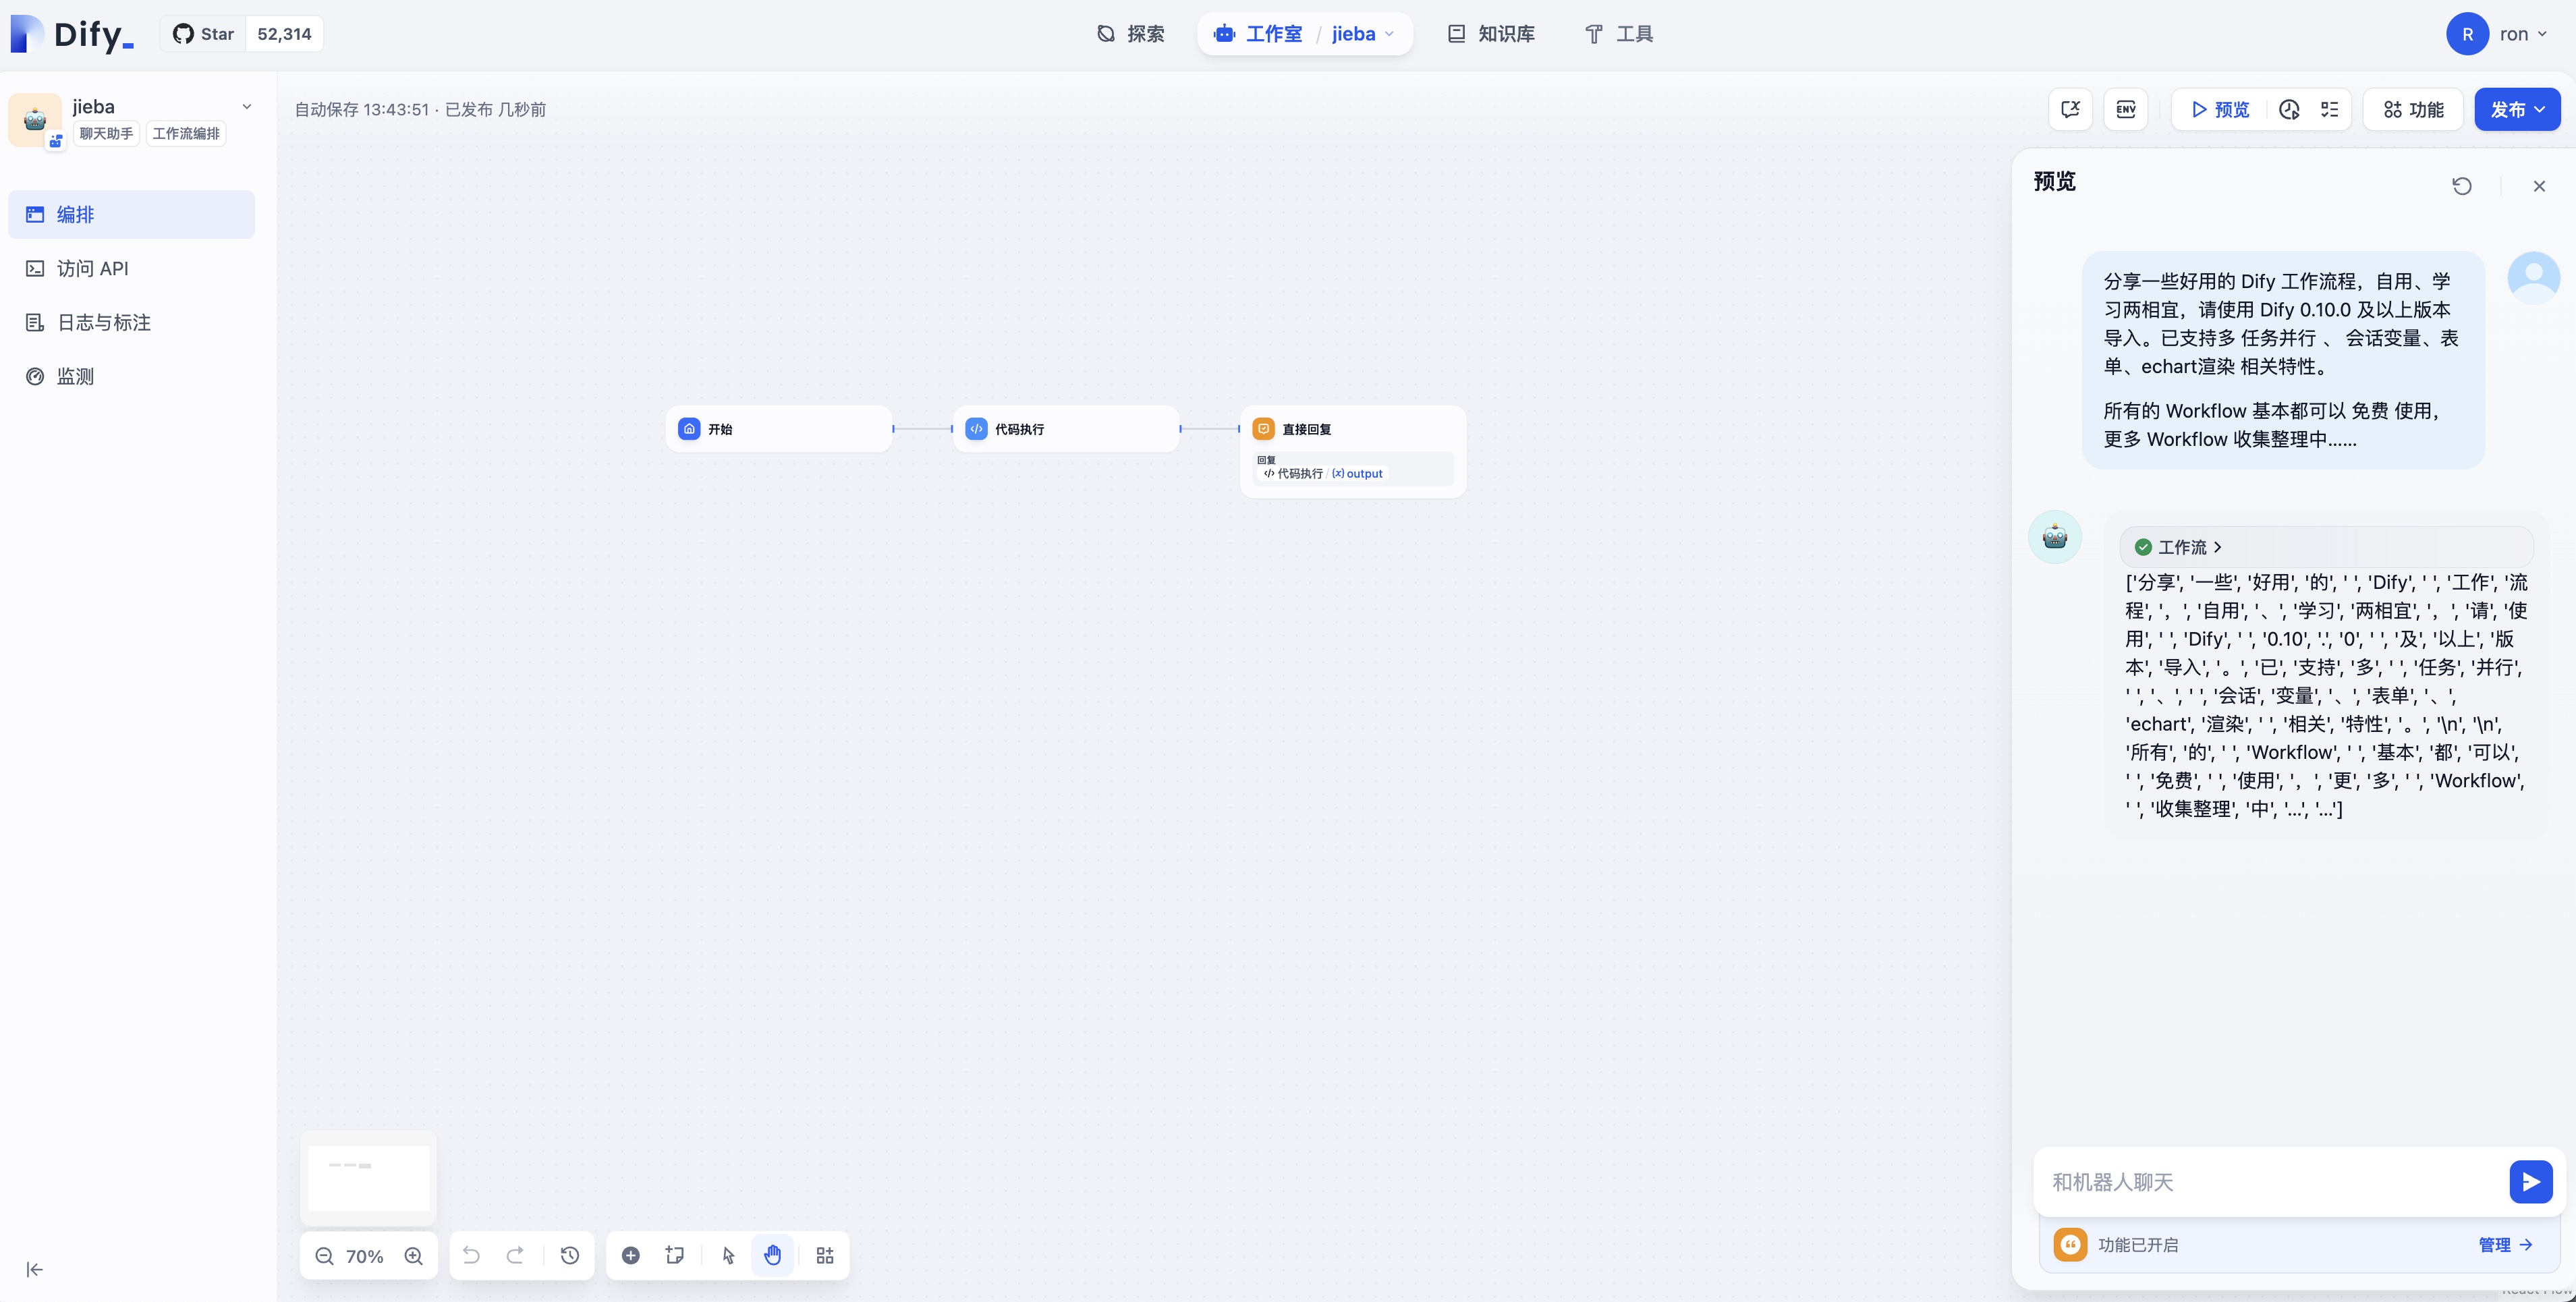 Dify_
Star 52,314
探索
工作室 / jieba
知识库
工具
R ron
jieba
聊天助手 工作流编排
编排
访问 API
日志与标注
监测
自动保存 13:43:51 · 已发布 几秒前
ENV
预览
功能
发布
开始
代码执行
直接回复
回复
代码执行 / {x} output
预览
分享一些好用的 Dify 工作流程，自用、学
习两相宜，请使用 Dify 0.10.0 及以上版本
导入。已支持多 任务并行 、 会话变量、表
单、echart渲染 相关特性。
所有的 Workflow 基本都可以 免费 使用，
更多 Workflow 收集整理中……
工作流
['分享', '一些', '好用', '的', ' ', 'Dify', ' ', '工作', '流
程', '，', '自用', '、', '学习', '两相宜', '，', '请', '使
用', ' ', 'Dify', ' ', '0.10', '.', '0', ' ', '及', '以上', '版
本', '导入', '。', '已', '支持', '多', ' ', '任务', '并行',
' ', '、', ' ', '会话', '变量', '、', '表单', '、',
'echart', '渲染', ' ', '相关', '特性', '。', '\n', '\n',
'所有', '的', ' ', 'Workflow', ' ', '基本', '都', '可以',
' ', '免费', ' ', '使用', '，', '更', '多', ' ', 'Workflow',
' ', '收集整理', '中', '…', '…']
和机器人聊天
功能已开启
管理
70%